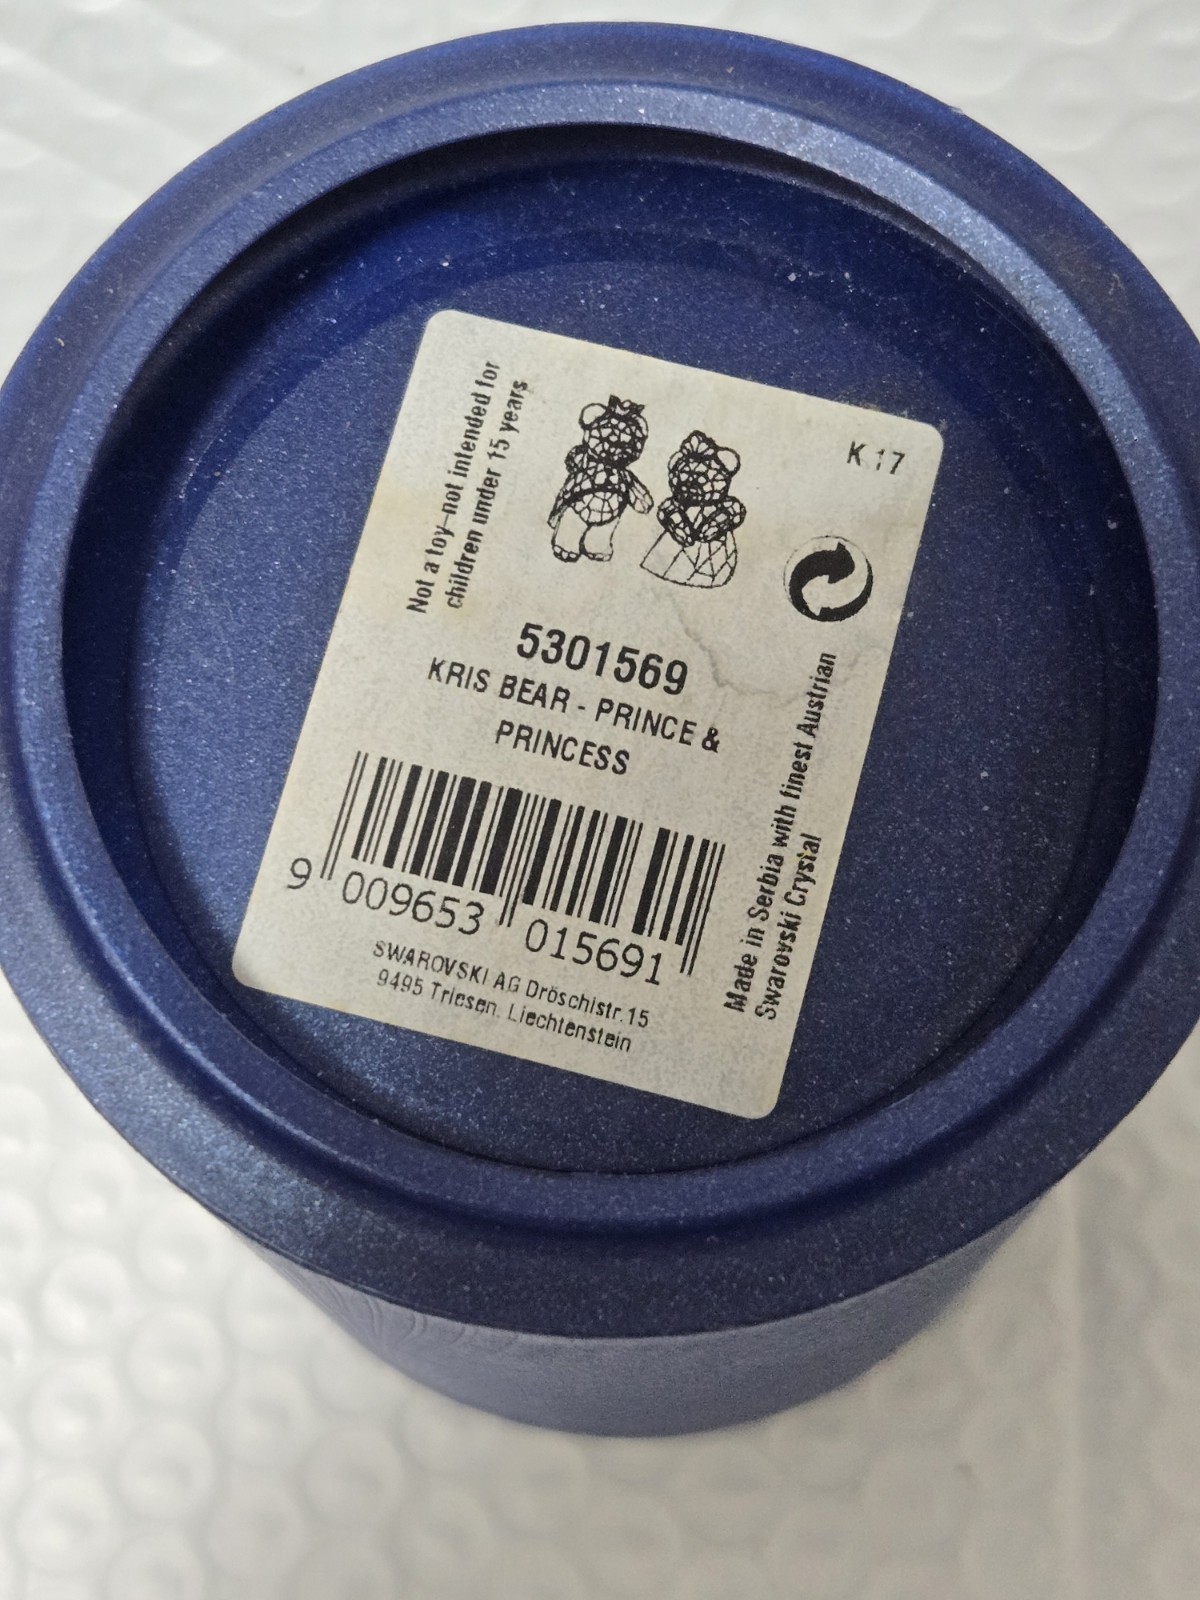 Not a toy-not intended for
children under 15 years
K 17
5301569
KRIS BEAR - PRINCE &
PRINCESS
9 009653 015691
SWAROVSKI AG Dröschistr.15
9495 Triesen. Liechtenstein
Made in Serbia with finest Austrian
Swarovski Crystal